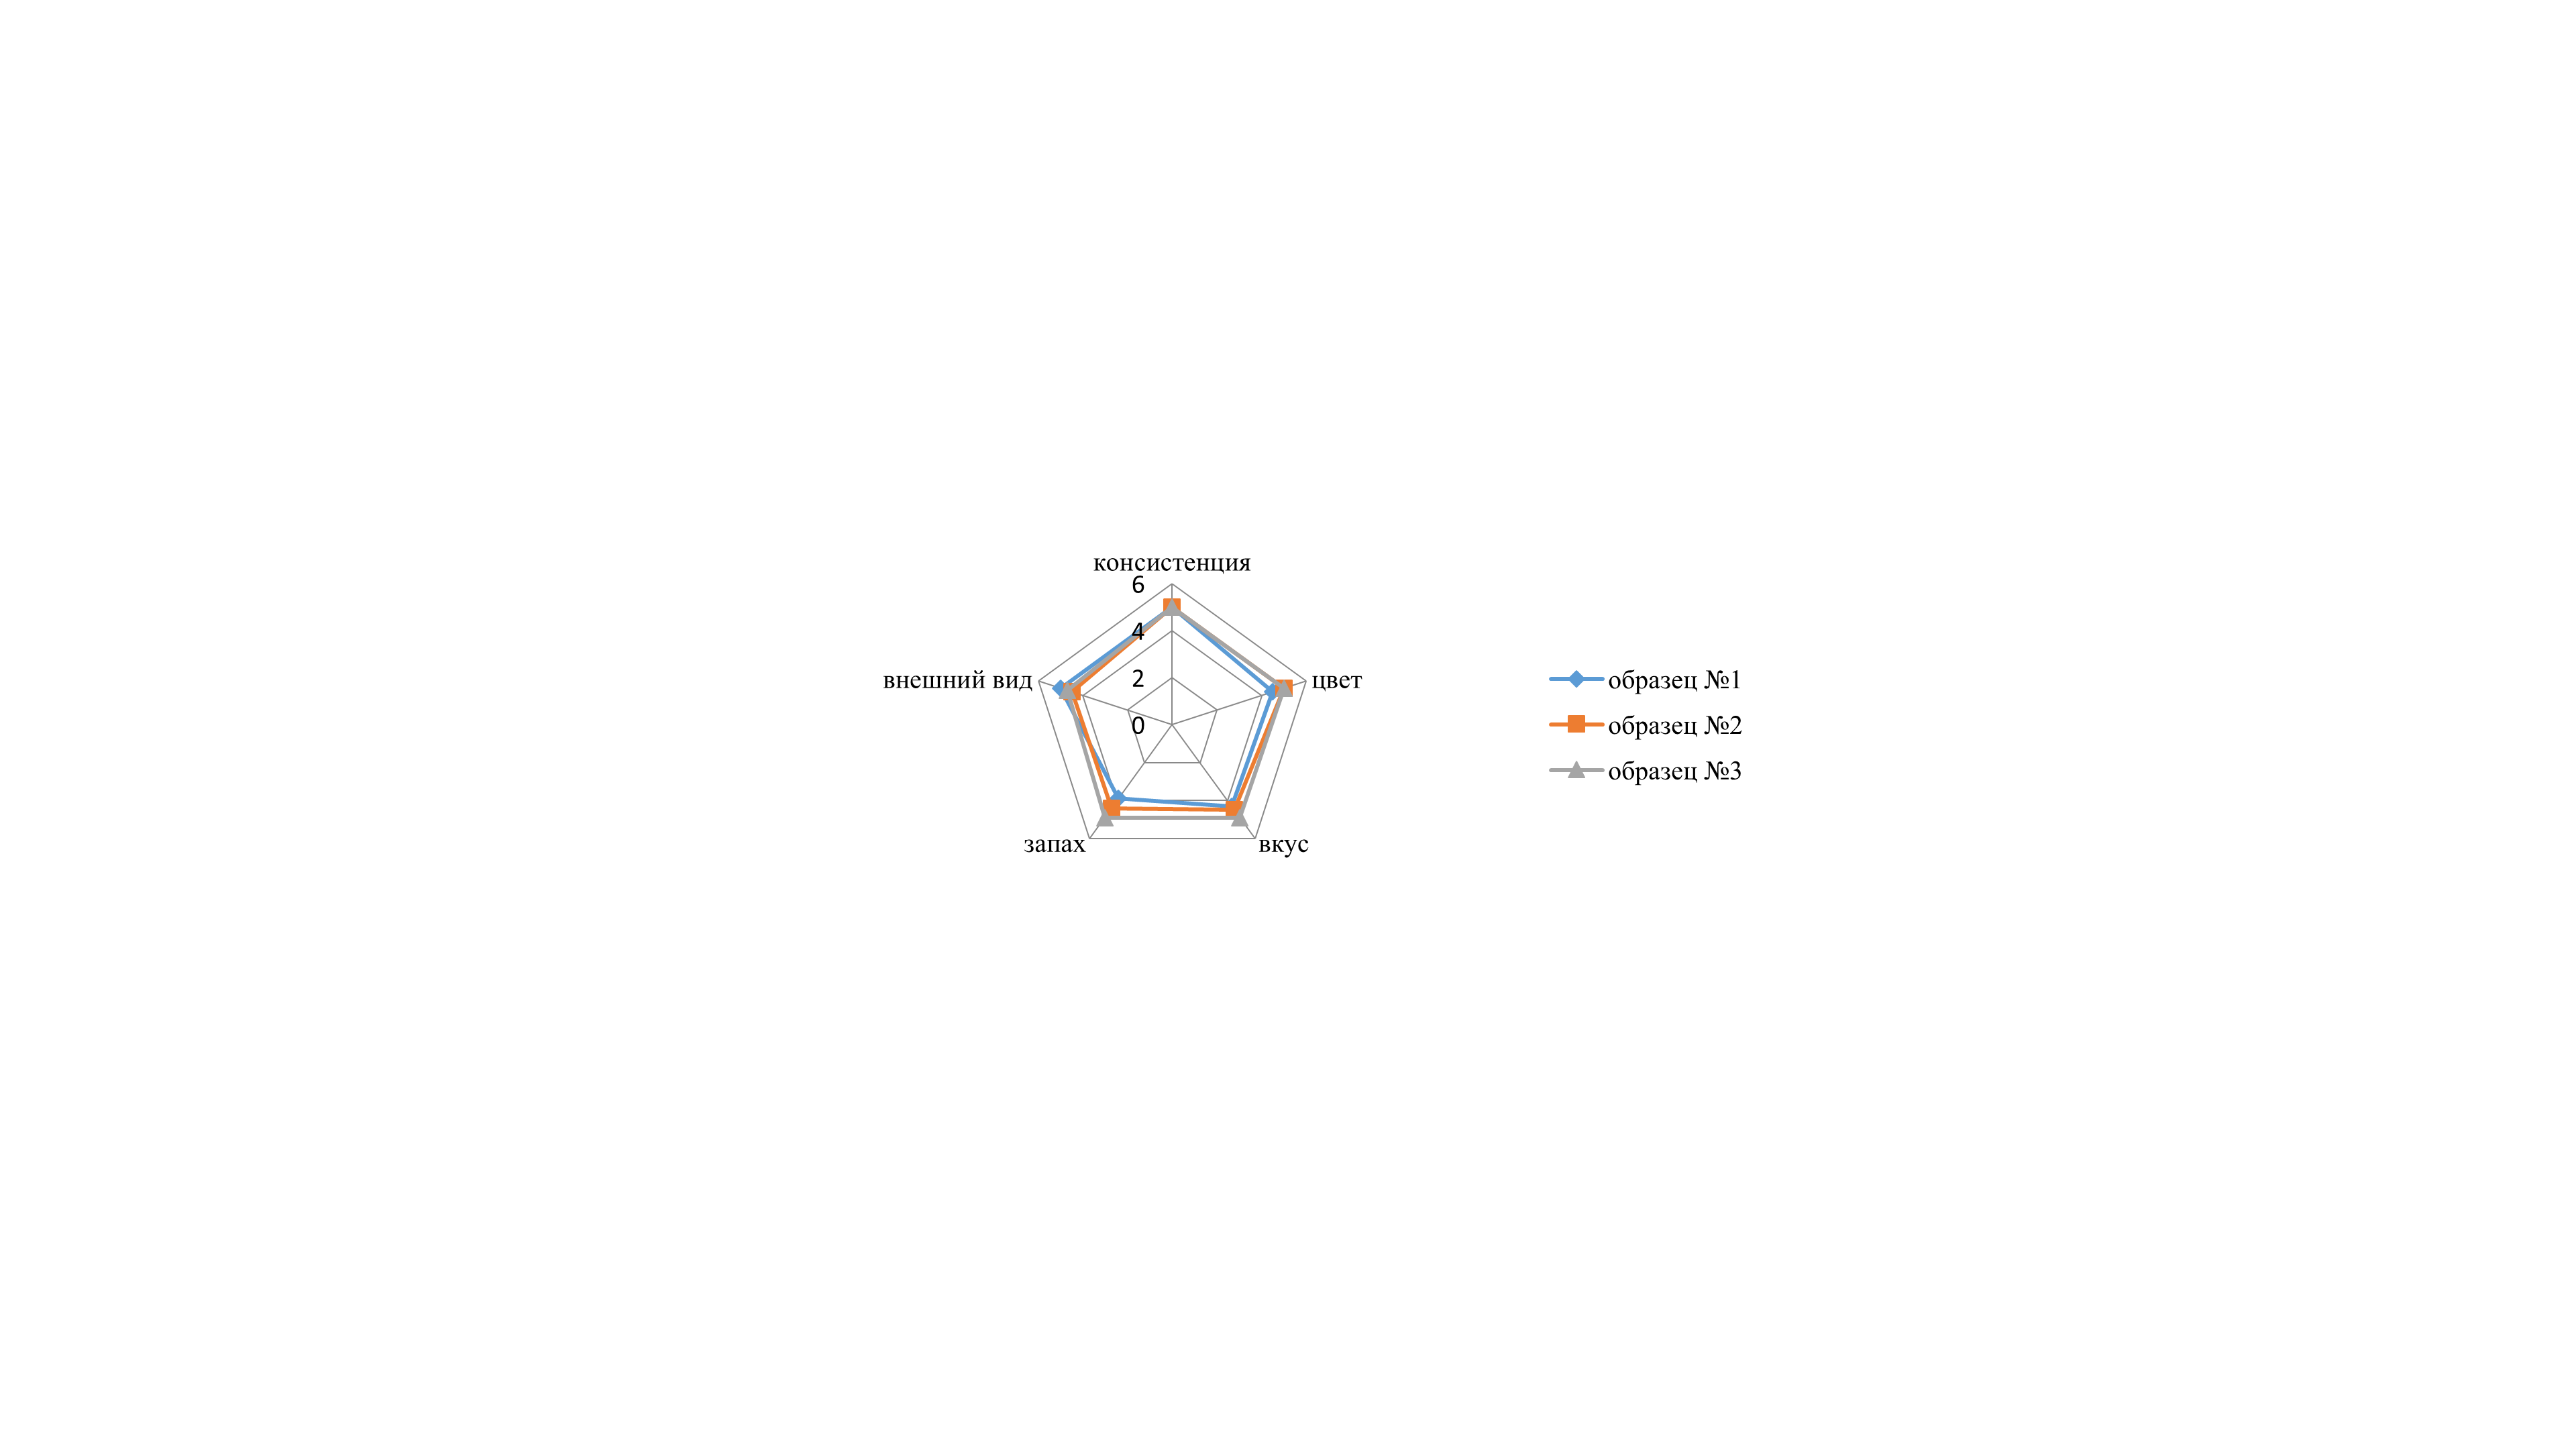 консистенция
6
4
2
0
внешний вид
цвет
запах
вкус
образец №1
образец №2
образец №3